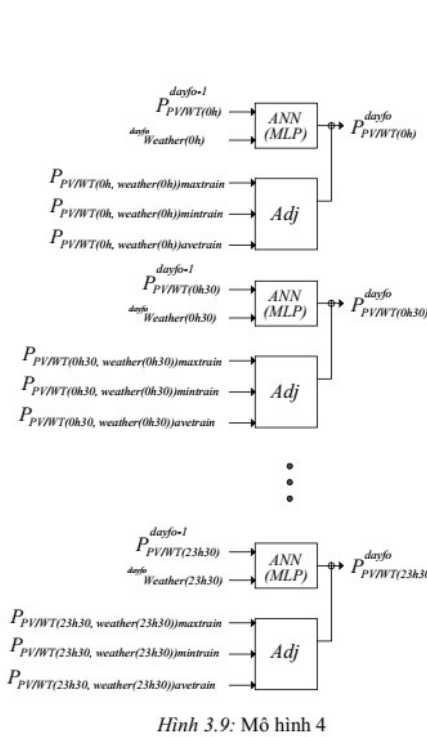 dayfo-1
P PV/WT(0h)
dayfo Weather(0h)
ANN
(MLP)
dayfo
P PV/WT(0h)
P PV/WT(0h, weather(0h))maxtrain
P PV/WT(0h, weather(0h))mintrain
P PV/WT(0h, weather(0h))avetrain
Adj
dayfo-1
P PV/WT(0h30)
dayfo Weather(0h30)
ANN
(MLP)
dayfo
P PV/WT(0h30)
P PV/WT(0h30, weather(0h30))maxtrain
P PV/WT(0h30, weather(0h30))mintrain
P PV/WT(0h30, weather(0h30))avetrain
Adj
dayfo-1
P PV/WT(23h30)
dayfo Weather(23h30)
ANN
(MLP)
dayfo
P PV/WT(23h30
P PV/WT(23h30, weather(23h30))maxtrain
P PV/WT(23h30, weather(23h30))mintrain
P PV/WT(23h30, weather(23h30))avetrain
Adj
Hình 3.9: Mô hình 4